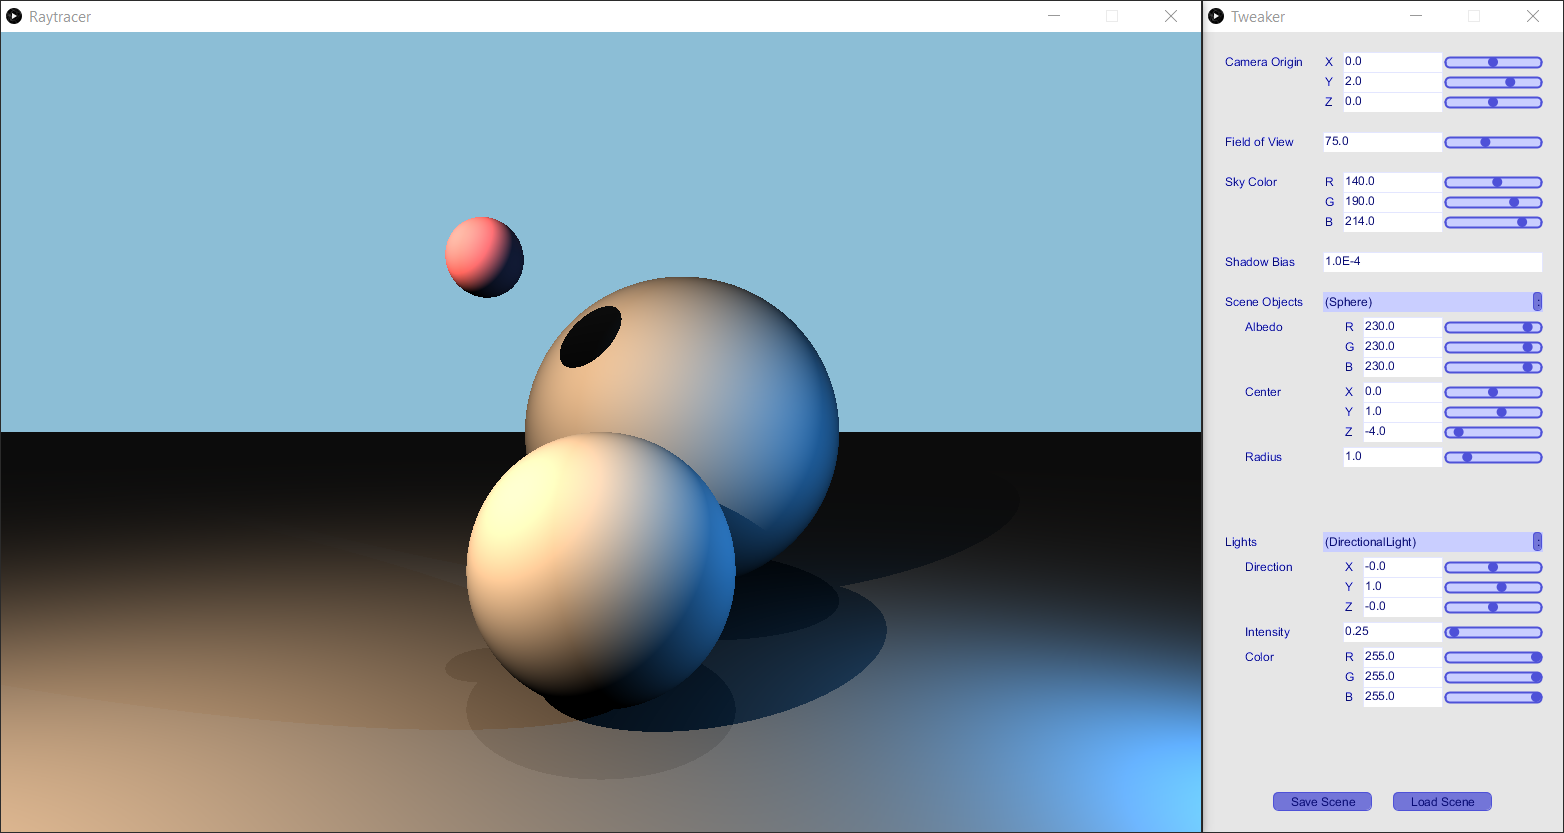 Raytracer
Tweaker
Camera Origin X 0.0
Y 2.0
Z 0.0
Field of View 75.0
Sky Color R 140.0
G 190.0
B 214.0
Shadow Bias 1.0E-4
Scene Objects (Sphere) :
Albedo R 230.0
G 230.0
B 230.0
Center X 0.0
Y 1.0
Z -4.0
Radius 1.0
Lights (DirectionalLight) :
Direction X -0.0
Y 1.0
Z -0.0
Intensity 0.25
Color R 255.0
G 255.0
B 255.0
Save Scene Load Scene